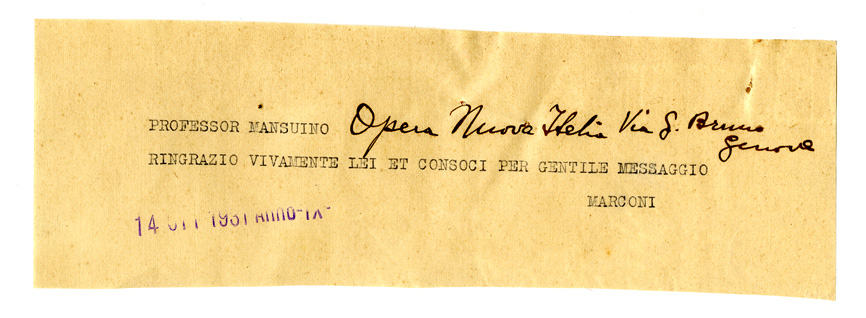 PROFESSOR MANSUINO Opera Nuova Italia Via G. Bruno
Genova
RINGRAZIO VIVAMENTE LEI ET CONSOCI PER GENTILE MESSAGGIO
MARCONI
14 OTT 1931 ANNO-IX-